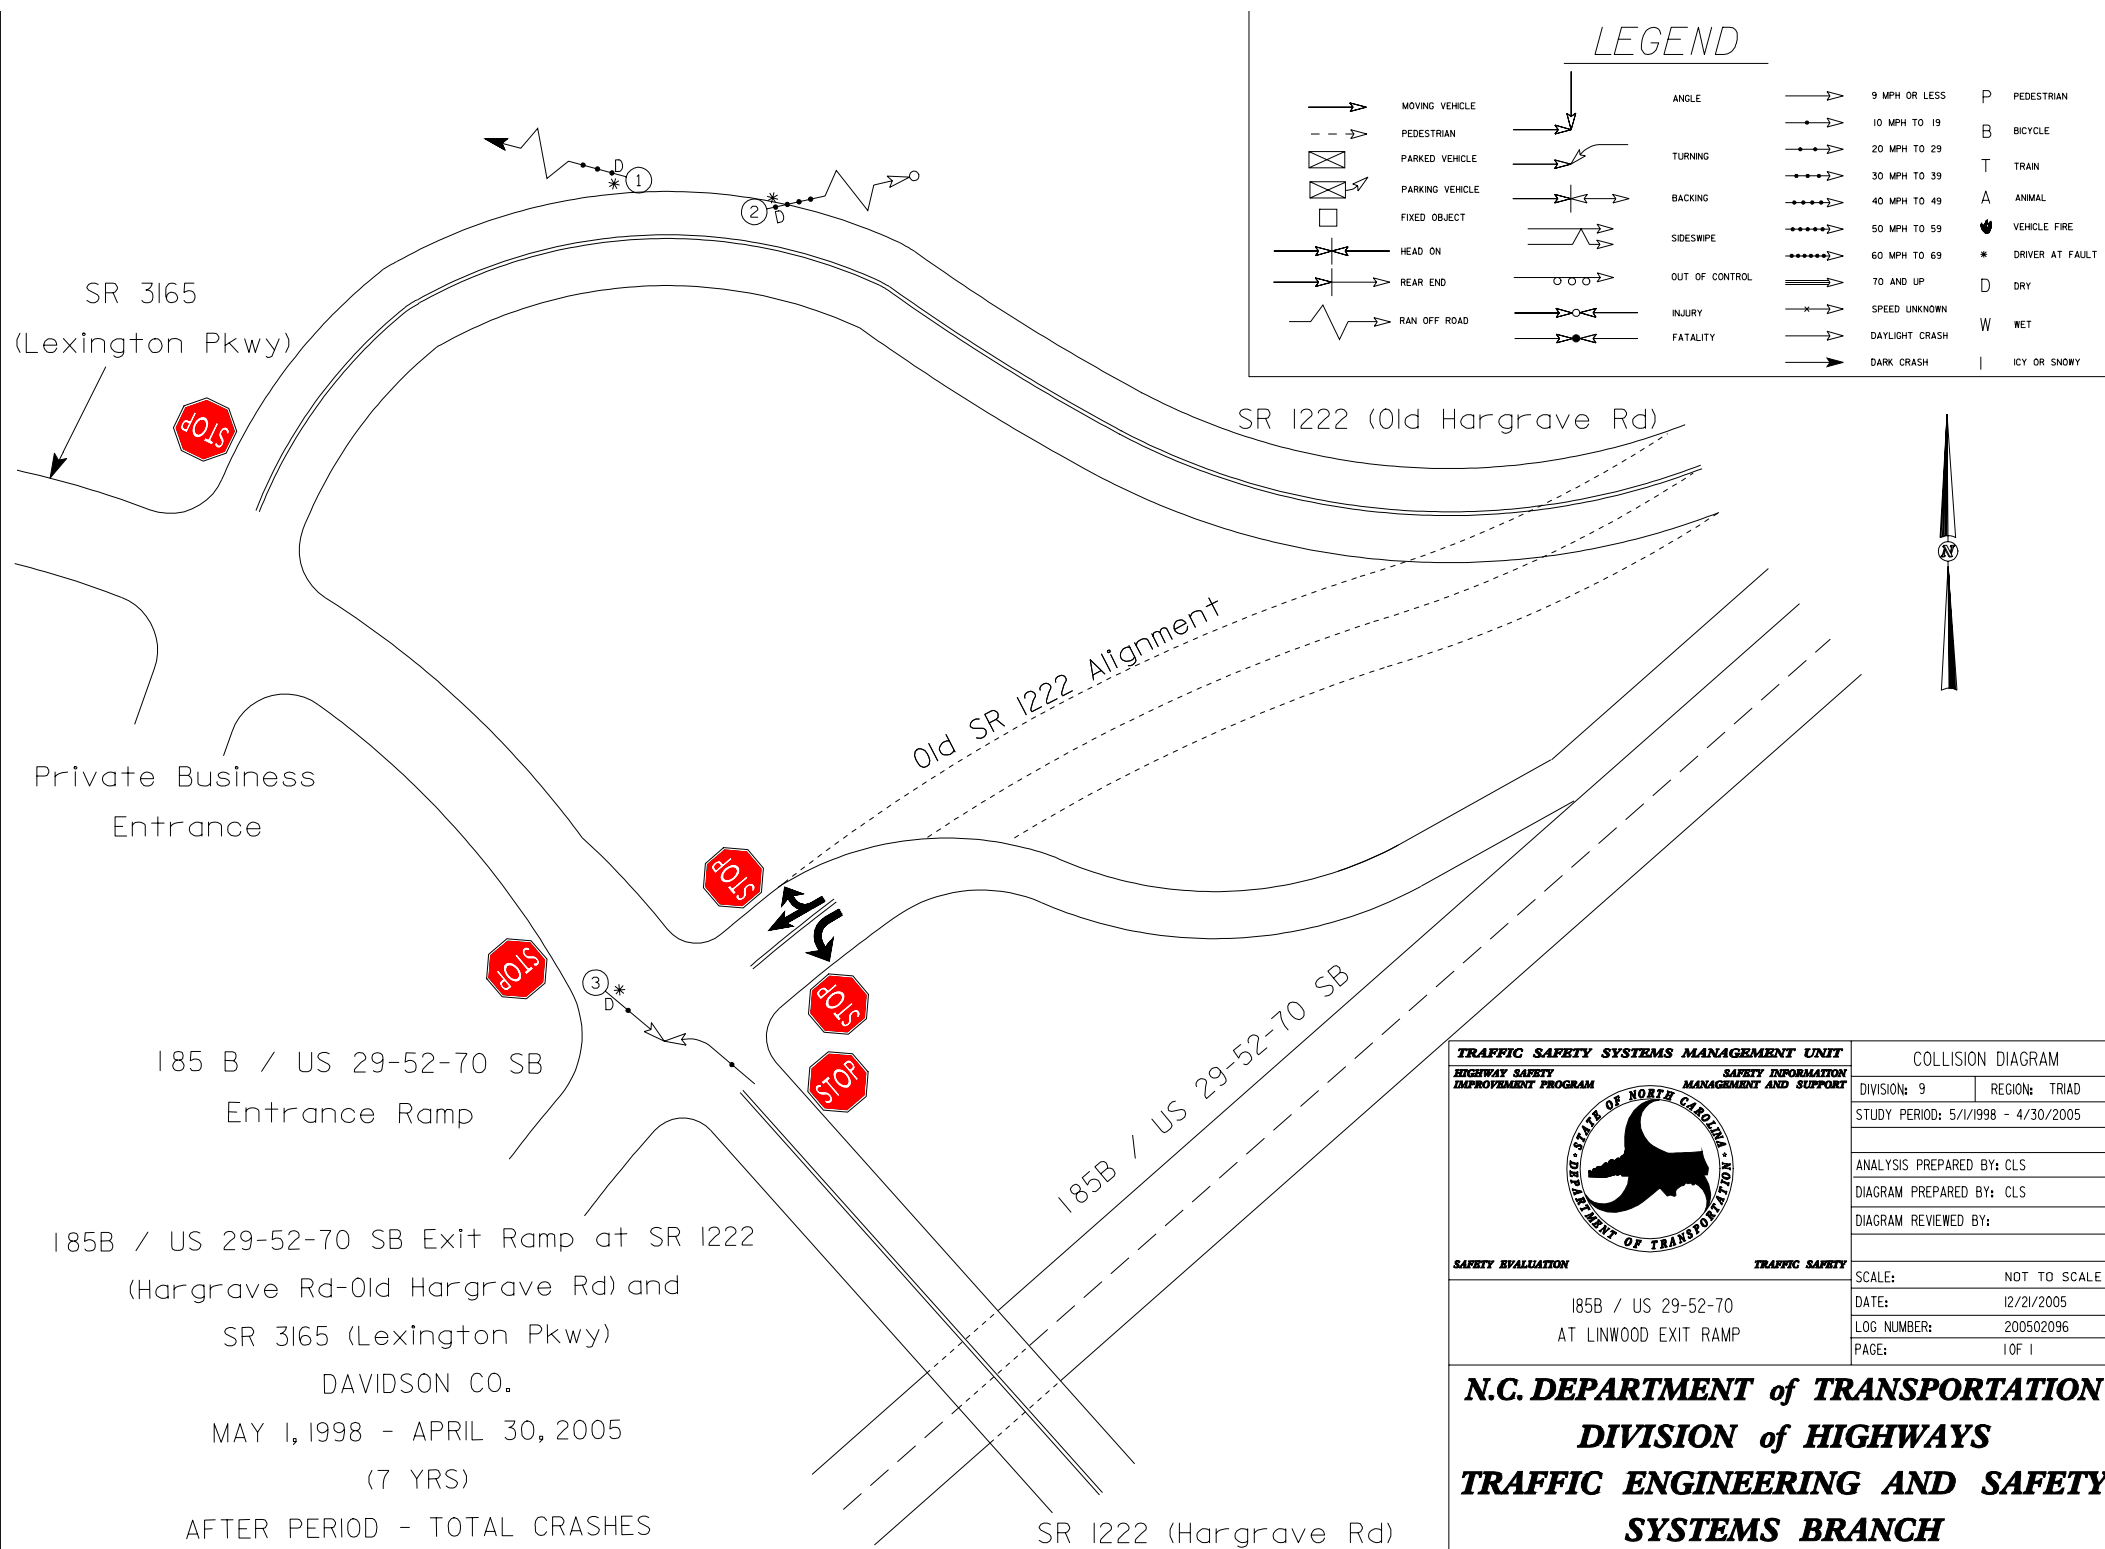 LEGEND
MOVING VEHICLE
PEDESTRIAN
PARKED VEHICLE
PARKING VEHICLE
FIXED OBJECT
HEAD ON
REAR END
RAN OFF ROAD
ANGLE
TURNING
BACKING
SIDESWIPE
OUT OF CONTROL
INJURY
FATALITY
9 MPH OR LESS
10 MPH TO 19
20 MPH TO 29
30 MPH TO 39
40 MPH TO 49
50 MPH TO 59
60 MPH TO 69
70 AND UP
SPEED UNKNOWN
DAYLIGHT CRASH
DARK CRASH
P PEDESTRIAN
B BICYCLE
T TRAIN
A ANIMAL
VEHICLE FIRE
* DRIVER AT FAULT
D DRY
W WET
I ICY OR SNOWY
D
* 1
*
2 D
SR 3165
(Lexington Pkwy)
STOP
SR 1222 (Old Hargrave Rd)
N
Old SR 1222 Alignment
Private Business
Entrance
STOP
STOP
3 *
D
STOP
STOP
I85B / US 29-52-70 SB
I85 B / US 29-52-70 SB
Entrance Ramp
I85B / US 29-52-70 SB Exit Ramp at SR 1222
(Hargrave Rd-Old Hargrave Rd) and
SR 3165 (Lexington Pkwy)
DAVIDSON CO.
MAY 1, 1998 - APRIL 30, 2005
(7 YRS)
AFTER PERIOD - TOTAL CRASHES
SR 1222 (Hargrave Rd)
TRAFFIC SAFETY SYSTEMS MANAGEMENT UNIT
HIGHWAY SAFETY
IMPROVEMENT PROGRAM
SAFETY INFORMATION
MANAGEMENT AND SUPPORT
STATE OF NORTH CAROLINA
DEPARTMENT OF TRANSPORTATION
SAFETY EVALUATION
TRAFFIC SAFETY
I85B / US 29-52-70
AT LINWOOD EXIT RAMP
COLLISION DIAGRAM
DIVISION: 9 REGION: TRIAD
STUDY PERIOD: 5/1/1998 - 4/30/2005
ANALYSIS PREPARED BY: CLS
DIAGRAM PREPARED BY: CLS
DIAGRAM REVIEWED BY:
SCALE: NOT TO SCALE
DATE: 12/21/2005
LOG NUMBER: 200502096
PAGE: 1 OF 1
N.C. DEPARTMENT of TRANSPORTATION
DIVISION of HIGHWAYS
TRAFFIC ENGINEERING AND SAFETY
SYSTEMS BRANCH